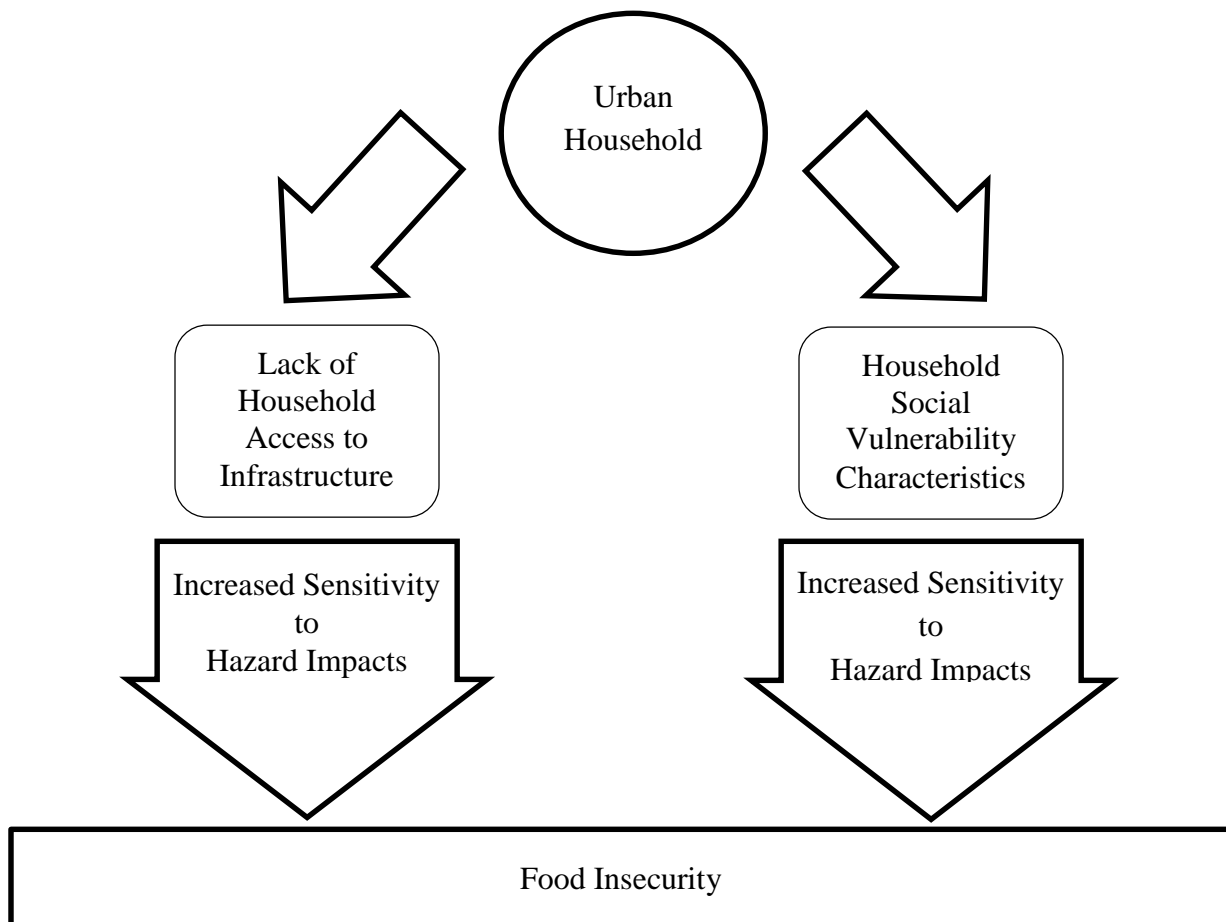 Urban
Household
Lack of
Household
Access to
Infrastructure
Household
Social
Vulnerability
Characteristics
Increased Sensitivity
to
Hazard Impacts
Increased Sensitivity
to
Hazard Impacts
Food Insecurity